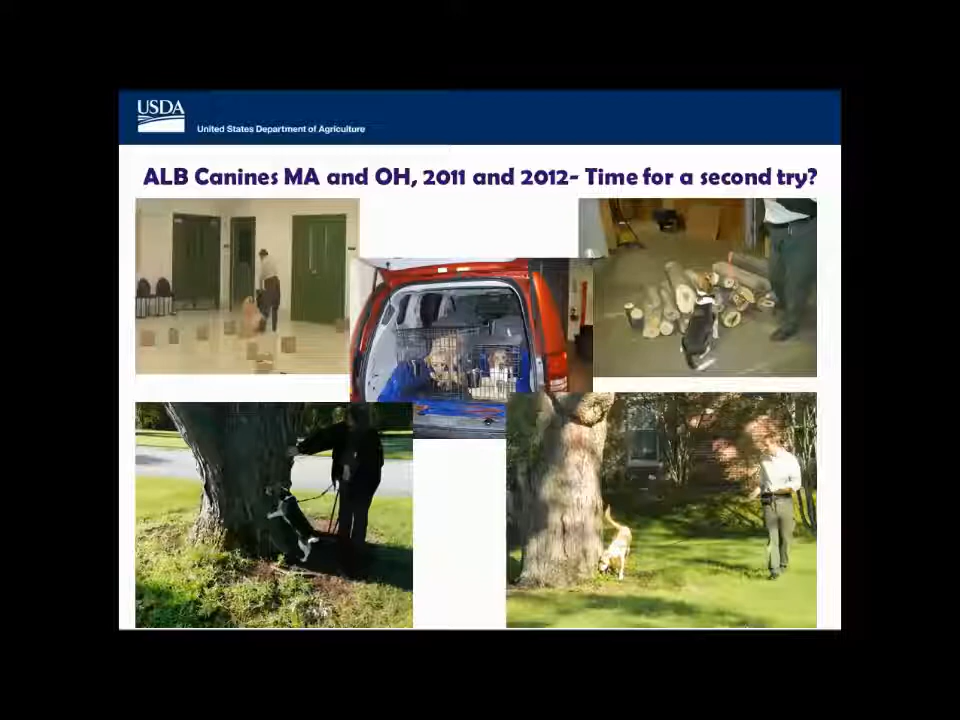 USDA
United States Department of Agriculture
ALB Canines MA and OH, 2011 and 2012- Time for a second try?